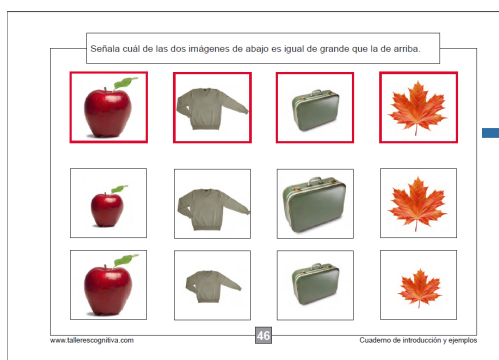 Señala cuál de las dos imágenes de abajo es igual de grande que la de arriba.
www.tallerescognitiva.com
46
Cuaderno de introducción y ejemplos